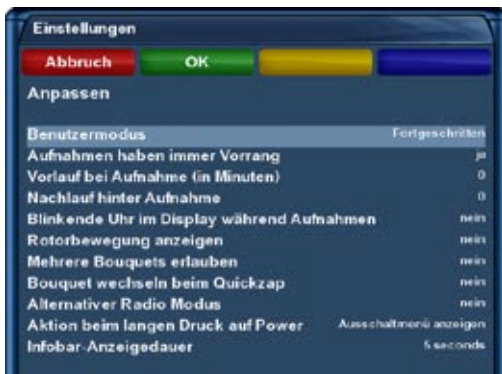 Einstellungen
Abbruch OK
Anpassen
Benutzermodus Fortgeschritten
Aufnahmen haben immer Vorrang ja
Vorlauf bei Aufnahme (in Minuten) 0
Nachlauf hinter Aufnahme 0
Blinkende Uhr im Display während Aufnahmen nein
Rotorbewegung anzeigen nein
Mehrere Bouquets erlauben nein
Bouquet wechseln beim Quickzap nein
Alternativer Radio Modus nein
Aktion beim langen Druck auf Power Ausschaltmenü anzeigen
Infobar-Anzeigedauer 5 seconds